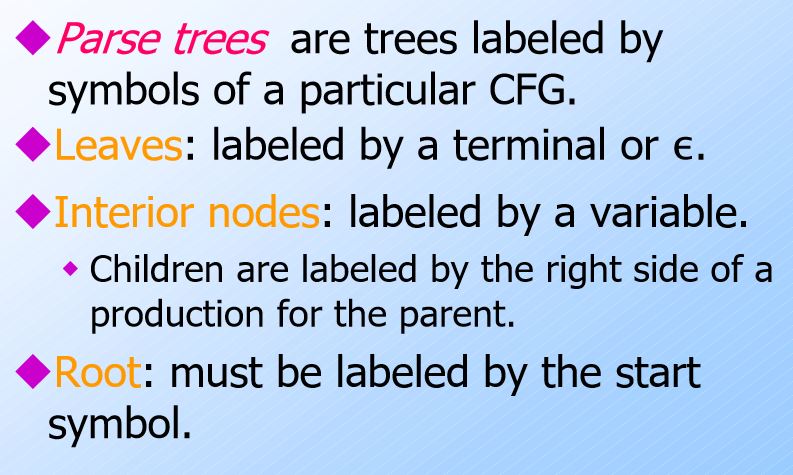 ◆Parse trees are trees labeled by
symbols of a particular CFG.
◆Leaves: labeled by a terminal or ϵ.
◆Interior nodes: labeled by a variable.
◆ Children are labeled by the right side of a
production for the parent.
◆Root: must be labeled by the start
symbol.